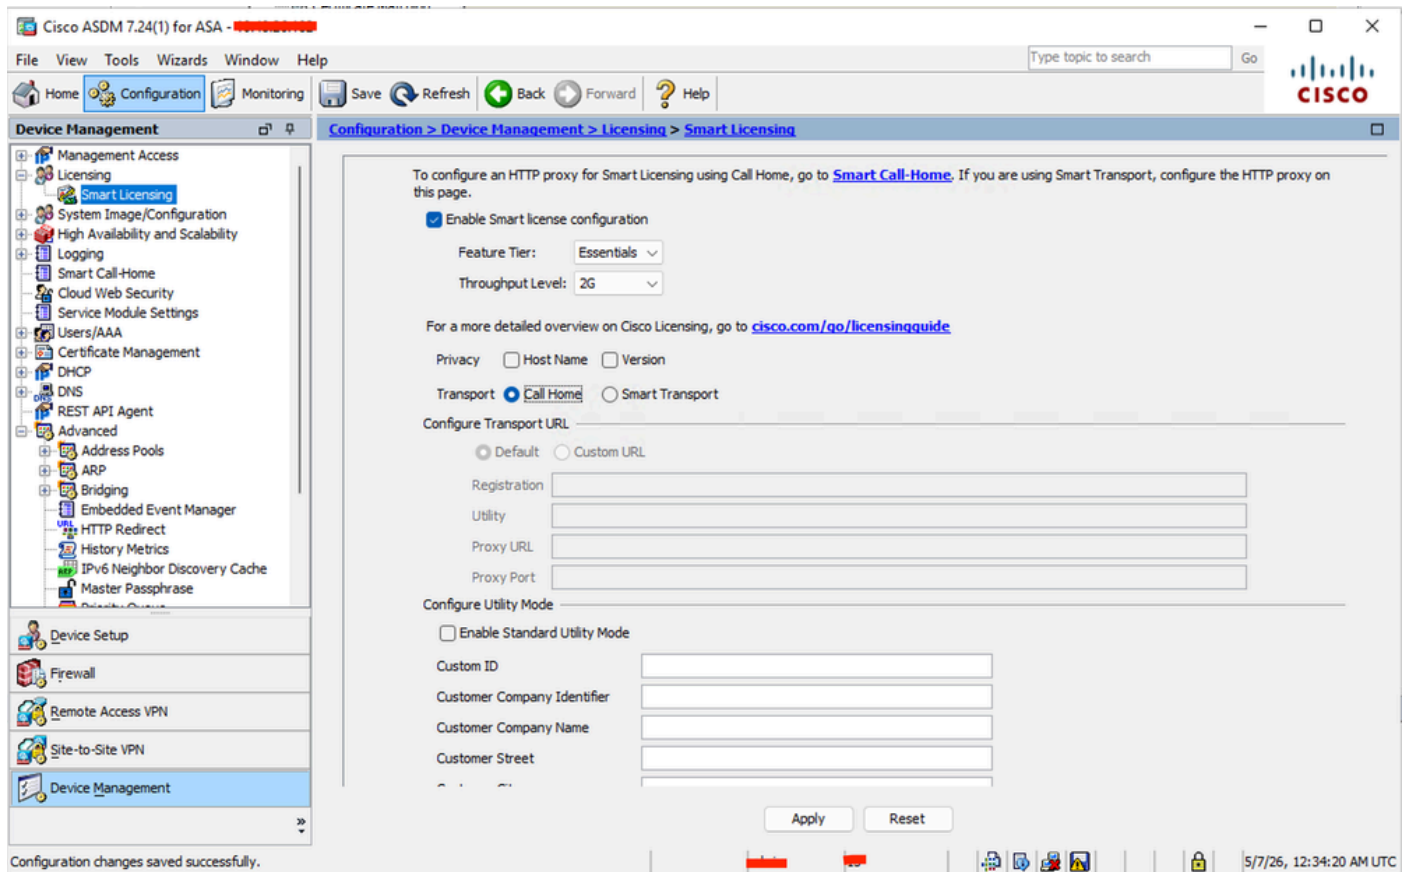 Cisco ASDM 7.24(1) for ASA -
File View Tools Wizards Window Help
Type topic to search
Go
Home Configuration Monitoring Save Refresh Back Forward Help
CISCO
Device Management
Configuration > Device Management > Licensing > Smart Licensing
Management Access
Licensing
Smart Licensing
System Image/Configuration
High Availability and Scalability
Logging
Smart Call-Home
Cloud Web Security
Service Module Settings
Users/AAA
Certificate Management
DHCP
DNS
REST API Agent
Advanced
Address Pools
ARP
Bridging
Embedded Event Manager
HTTP Redirect
History Metrics
IPv6 Neighbor Discovery Cache
Master Passphrase
Priority Queue
Device Setup
Firewall
Remote Access VPN
Site-to-Site VPN
Device Management
To configure an HTTP proxy for Smart Licensing using Call Home, go to Smart Call-Home. If you are using Smart Transport, configure the HTTP proxy on
this page.
Enable Smart license configuration
Feature Tier: Essentials
Throughput Level: 2G
For a more detailed overview on Cisco Licensing, go to cisco.com/go/licensingguide
Privacy Host Name Version
Transport Call Home Smart Transport
Configure Transport URL
Default Custom URL
Registration
Utility
Proxy URL
Proxy Port
Configure Utility Mode
Enable Standard Utility Mode
Custom ID
Customer Company Identifier
Customer Company Name
Customer Street
Apply Reset
Configuration changes saved successfully.
5/7/26, 12:34:20 AM UTC